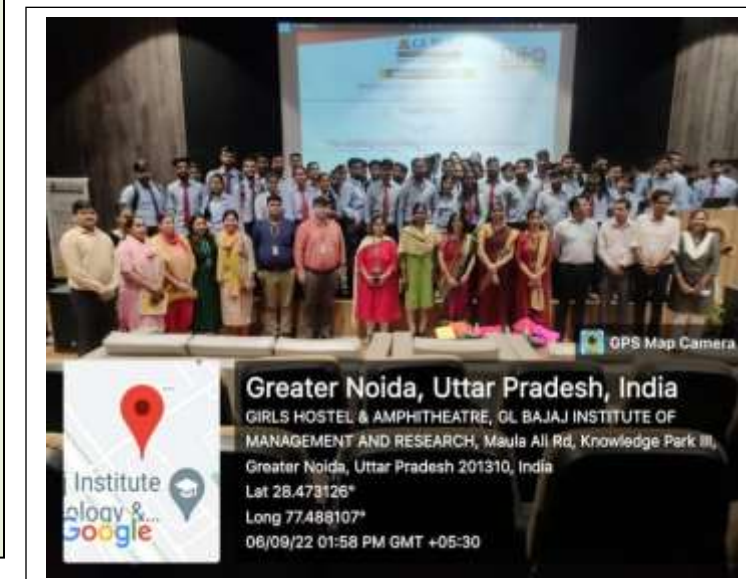 GPS Map Camera
Greater Noida, Uttar Pradesh, India
GIRLS HOSTEL & AMPHITHEATRE, GL BAJAJ INSTITUTE OF
MANAGEMENT AND RESEARCH, Maula Ali Rd, Knowledge Park III,
Greater Noida, Uttar Pradesh 201310, India
Lat 28.473126°
Long 77.488107°
06/09/22 01:58 PM GMT +05:30
Institute
Google